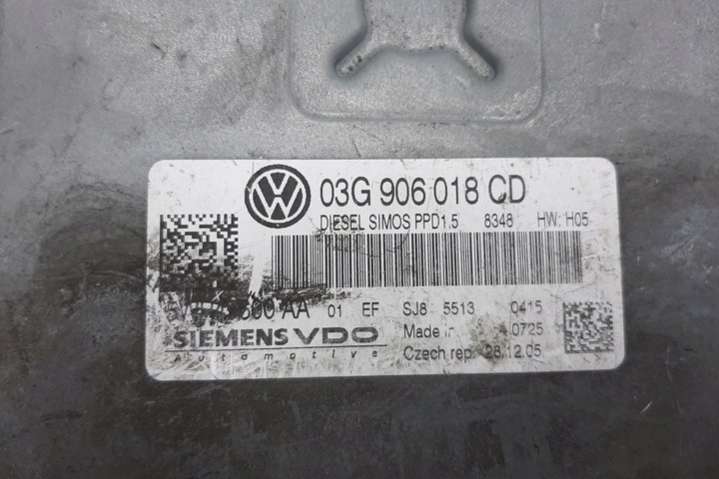 VW 03G 906 018 CD
DIESEL SIMOS PPD1.5 8348 HW: H05
AA 01 EF SJ8 5513 0415
SIEMENS VDO Made in 0725
Automotive Czech rep. 28.12.05